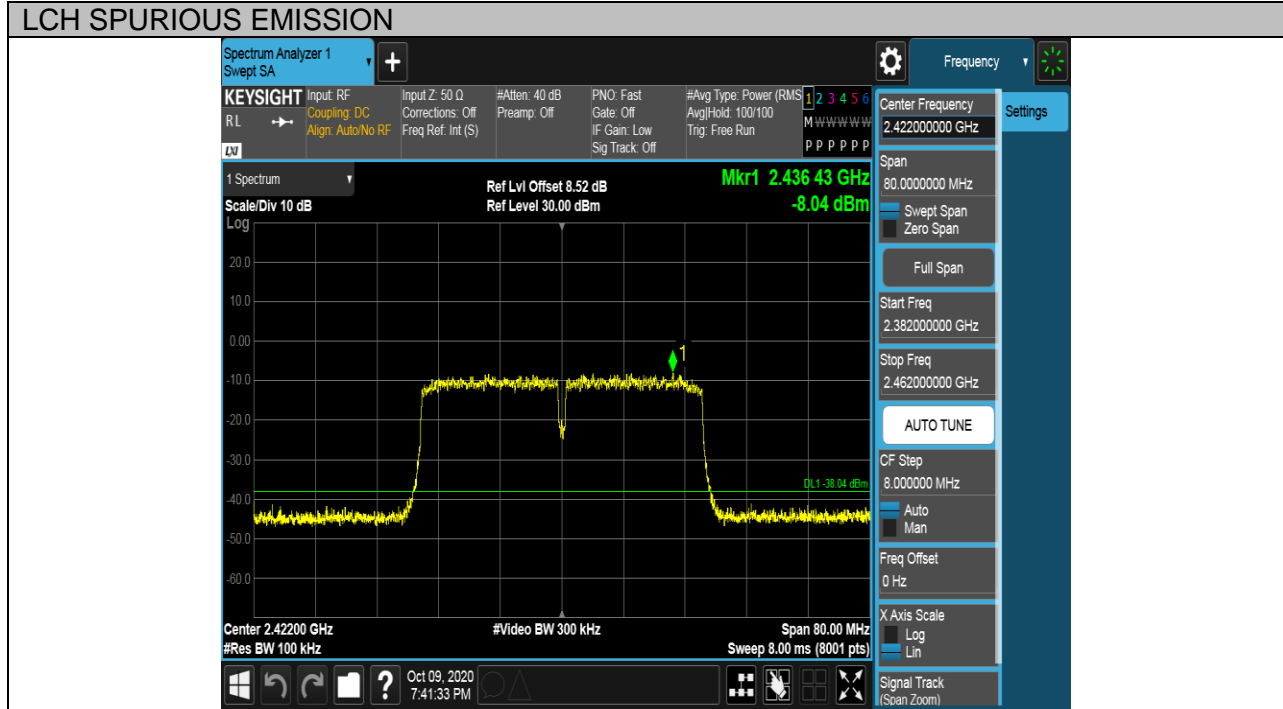 LCH SPURIOUS EMISSION
Spectrum Analyzer 1
Swept SA
+
Frequency
KEYSIGHT
RL
LXI
Input: RF
Coupling: DC
Align: Auto/No RF
Input Z: 50 Ω
Corrections: Off
Freq Ref: Int (S)
#Atten: 40 dB
Preamp: Off
PNO: Fast
Gate: Off
IF Gain: Low
Sig Track: Off
#Avg Type: Power (RMS
Avg|Hold: 100/100
Trig: Free Run
1 2 3 4 5 6
M W W W W W
P P P P P P
1 Spectrum
Scale/Div 10 dB
Ref Lvl Offset 8.52 dB
Ref Level 30.00 dBm
Mkr1 2.436 43 GHz
-8.04 dBm
Log
20.0
10.0
0.00
-10.0
-20.0
-30.0
-40.0
-50.0
-60.0
1
DL1 -38.04 dBm
Center 2.42200 GHz
#Res BW 100 kHz
#Video BW 300 kHz
Span 80.00 MHz
Sweep 8.00 ms (8001 pts)
?
Oct 09, 2020
7:41:33 PM
Center Frequency
2.422000000 GHz
Settings
Span
80.0000000 MHz
Swept Span
Zero Span
Full Span
Start Freq
2.382000000 GHz
Stop Freq
2.462000000 GHz
AUTO TUNE
CF Step
8.000000 MHz
Auto
Man
Freq Offset
0 Hz
X Axis Scale
Log
Lin
Signal Track
(Span Zoom)